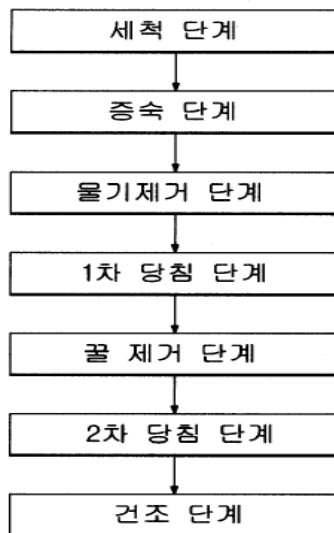 세척 단계
증숙 단계
물기제거 단계
1차 당침 단계
꿀 제거 단계
2차 당침 단계
건조 단계